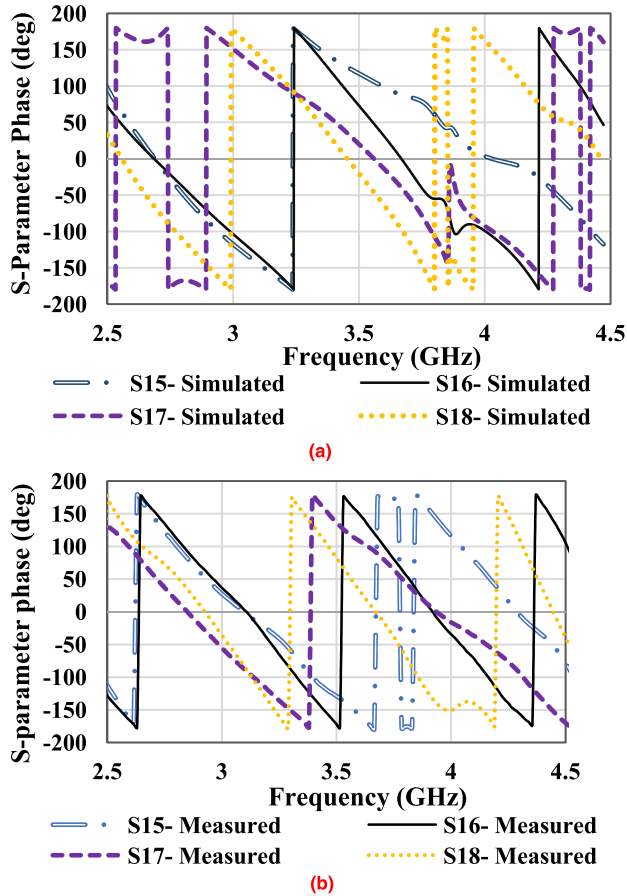 200
150
100
50
0
-50
-100
-150
-200
S-Parameter Phase (deg)
2.5 3 3.5 4 4.5
Frequency (GHz)
S15- Simulated S16- Simulated
S17- Simulated S18- Simulated
(a)
200
150
100
50
0
-50
-100
-150
-200
S-parameter phase (deg)
2.5 3 3.5 4 4.5
Frequency (GHz)
S15- Measured S16- Measured
S17- Measured S18- Measured
(b)